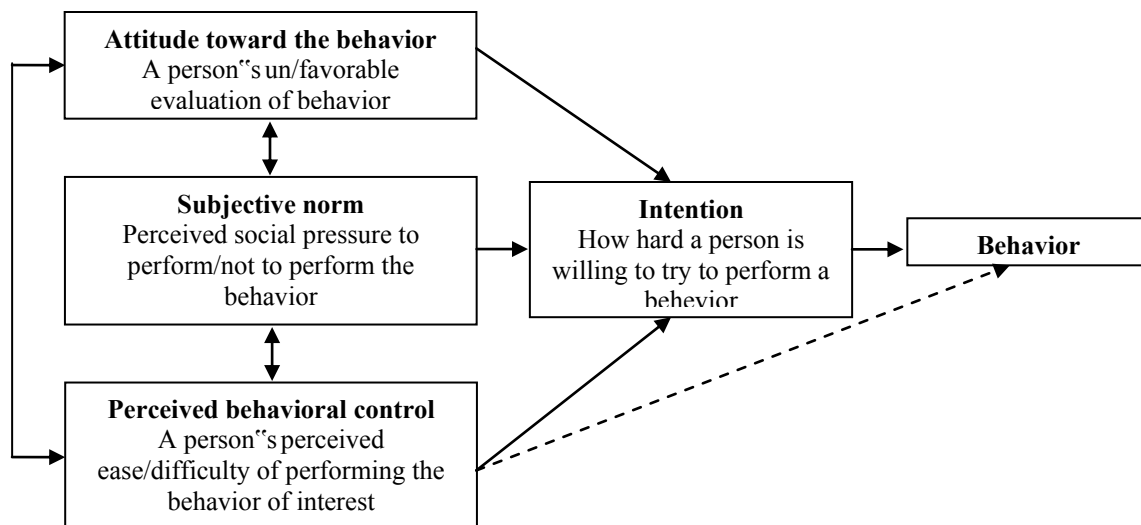 Attitude toward the behavior
A person‟s un/favorable
evaluation of behavior
Subjective norm
Perceived social pressure to
perform/not to perform the
behavior
Perceived behavioral control
A person‟s perceived
ease/difficulty of performing the
behavior of interest
Intention
How hard a person is
willing to try to perform a
behevior
Behavior